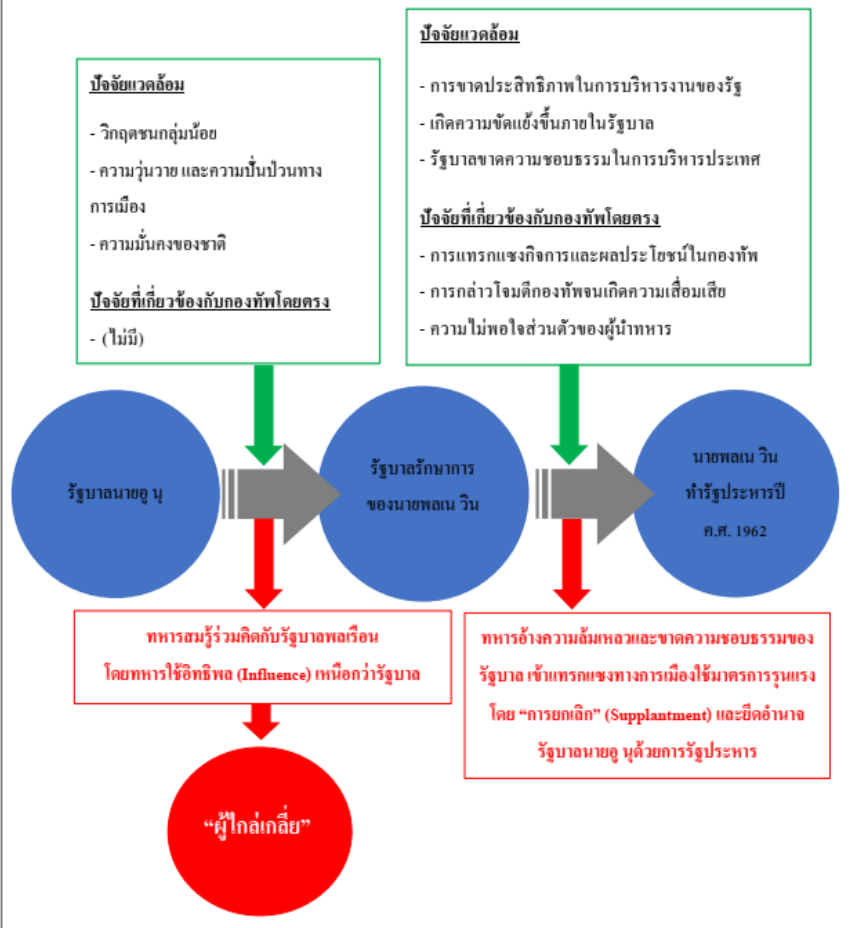 ปัจจัยแวดล้อม
- วิกฤตชนกลุ่มน้อย
- ความวุ่นวาย และความปั่นป่วนทาง
การเมือง
- ความมั่นคงของชาติ
ปัจจัยที่เกี่ยวข้องกับกองทัพโดยตรง
- (ไม่มี)
ปัจจัยแวดล้อม
- การขาดประสิทธิภาพในการบริหารงานของรัฐ
- เกิดความขัดแย้งขึ้นภายในรัฐบาล
- รัฐบาลขาดความชอบธรรมในการบริหารประเทศ
ปัจจัยที่เกี่ยวข้องกับกองทัพโดยตรง
- การแทรกแซงกิจการและผลประโยชน์ในกองทัพ
- การกล่าวโจมตีกองทัพจนเกิดความเสื่อมเสีย
- ความไม่พอใจส่วนตัวของผู้นำทหาร
รัฐบาลนายอู นุ
รัฐบาลรักษาการ
ของนายพลเน วิน
นายพลเน วิน
ทำรัฐประหารปี
ค.ศ. 1962
ทหารสมรู้ร่วมคิดกับรัฐบาลพลเรือน
โดยทหารใช้อิทธิพล (Influence) เหนือกว่ารัฐบาล
ทหารอ้างความล้มเหลวและขาดความชอบธรรมของ
รัฐบาล เข้าแทรกแซงทางการเมืองใช้มาตรการรุนแรง
โดย “การยกเลิก” (Supplantment) และยึดอำนาจ
รัฐบาลนายอู นุด้วยการรัฐประหาร
“ผู้ไกล่เกลี่ย”